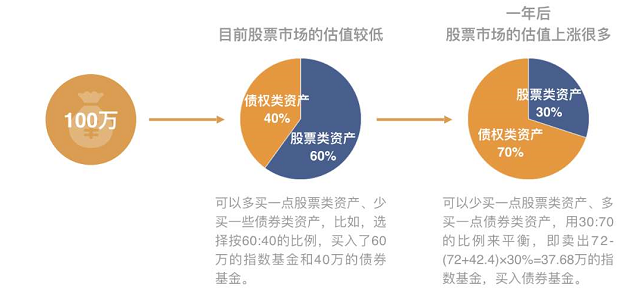 100万
目前股票市场的估值较低
债权类资产
40%
股票类资产
60%
可以多买一点股票类资产、少
买一些债券类资产，比如，选
择按60:40的比例，买入了60
万的指数基金和40万的债券
基金。
一年后
股票市场的估值上涨很多
股票类资产
30%
债权类资产
70%
可以少买一点股票类资产、多
买一点债券类资产，用30:70
的比例来平衡，即卖出72-
(72+42.4)×30%=37.68万的指
数基金，买入债券基金。